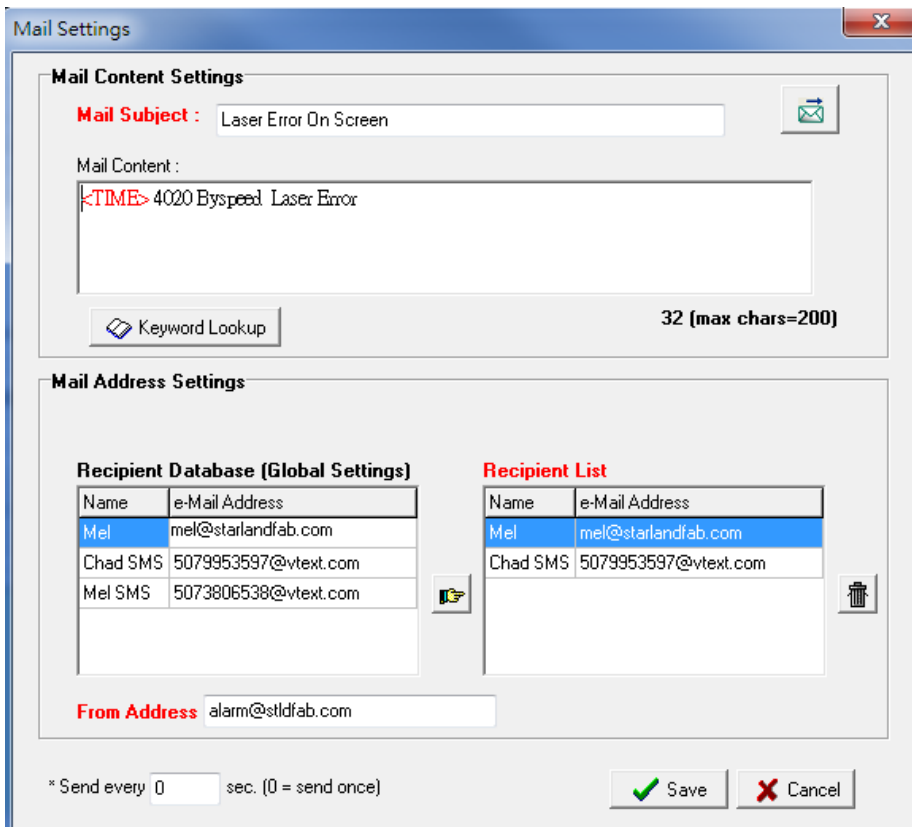 Mail Settings
Mail Content Settings
Mail Subject : Laser Error On Screen
Mail Content :
<TIME> 4020 Byspeed  Laser Error
Keyword Lookup
32 (max chars=200)
Mail Address Settings
Recipient Database (Global Settings)
Name e-Mail Address
Mel mel@starlandfab.com
Chad SMS 5079953597@vtext.com
Mel SMS 5073806538@vtext.com
Recipient List
Name e-Mail Address
Mel mel@starlandfab.com
Chad SMS 5079953597@vtext.com
From Address alarm@stldfab.com
* Send every 0 sec. (0 = send once)
Save
Cancel